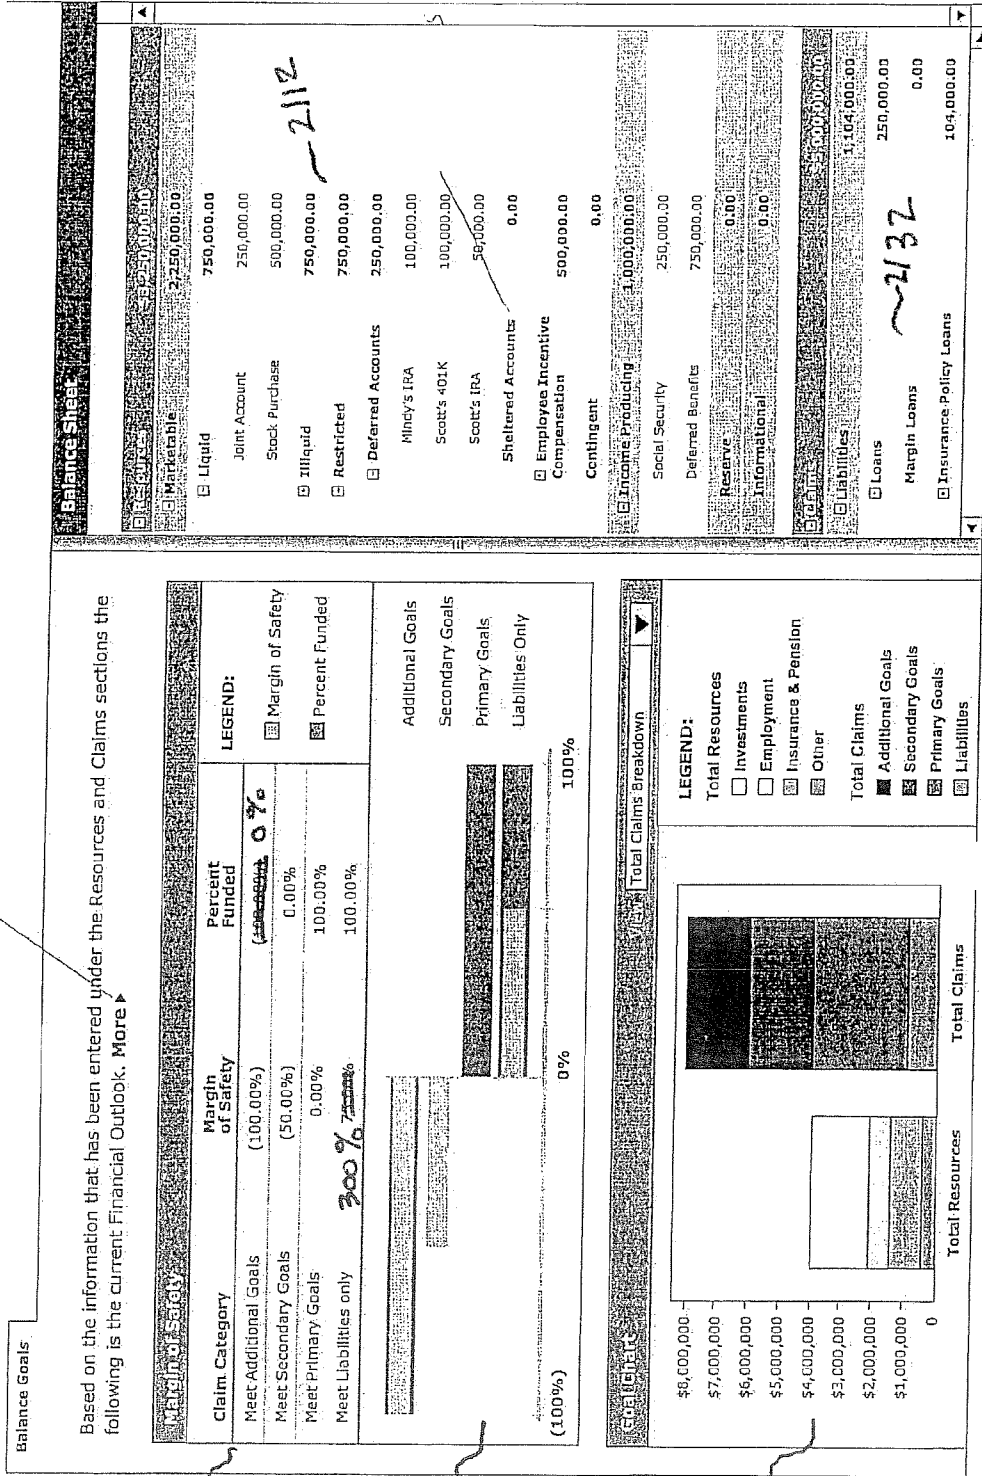 Balance Goals
Based on the information that has been entered under the Resources and Claims sections the
following is the current Financial Outlook. More ▶
Margin of Safety
Claim Category Margin of Safety Percent Funded
Meet Additional Goals (100.00%) 0%
Meet Secondary Goals (50.00%) 0.00%
Meet Primary Goals 0.00% 100.00%
Meet Liabilities only 300% 100.00%
LEGEND:
Margin of Safety
Percent Funded
Additional Goals
Secondary Goals
Primary Goals
Liabilities Only
(100%) 0% 100%
Goal Chart
Total Claims Breakdown
$8,000,000
$7,000,000
$6,000,000
$5,000,000
$4,000,000
$3,000,000
$2,000,000
$1,000,000
0
Total Resources Total Claims
LEGEND:
Total Resources
Investments
Employment
Insurance & Pension
Other
Total Claims
Additional Goals
Secondary Goals
Primary Goals
Liabilities
Balance Sheet
Resources
Marketable 2,250,000.00
Liquid 750,000.00
Joint Account 250,000.00
Stock Purchase 500,000.00
Illiquid 750,000.00
2112
Restricted 750,000.00
Deferred Accounts 250,000.00
Mindy's IRA 100,000.00
Scott's 401K 100,000.00
Scott's IRA 50,000.00
Sheltered Accounts 0.00
Employee Incentive
Compensation 500,000.00
Contingent 0.00
Income Producing 1,000,000.00
Social Security 250,000.00
Deferred Benefits 750,000.00
Reserve 0.00
Informational 0.00
Claims
Liabilities 1,104,000.00
Loans 250,000.00
2132
Margin Loans 0.00
Insurance Policy Loans 104,000.00